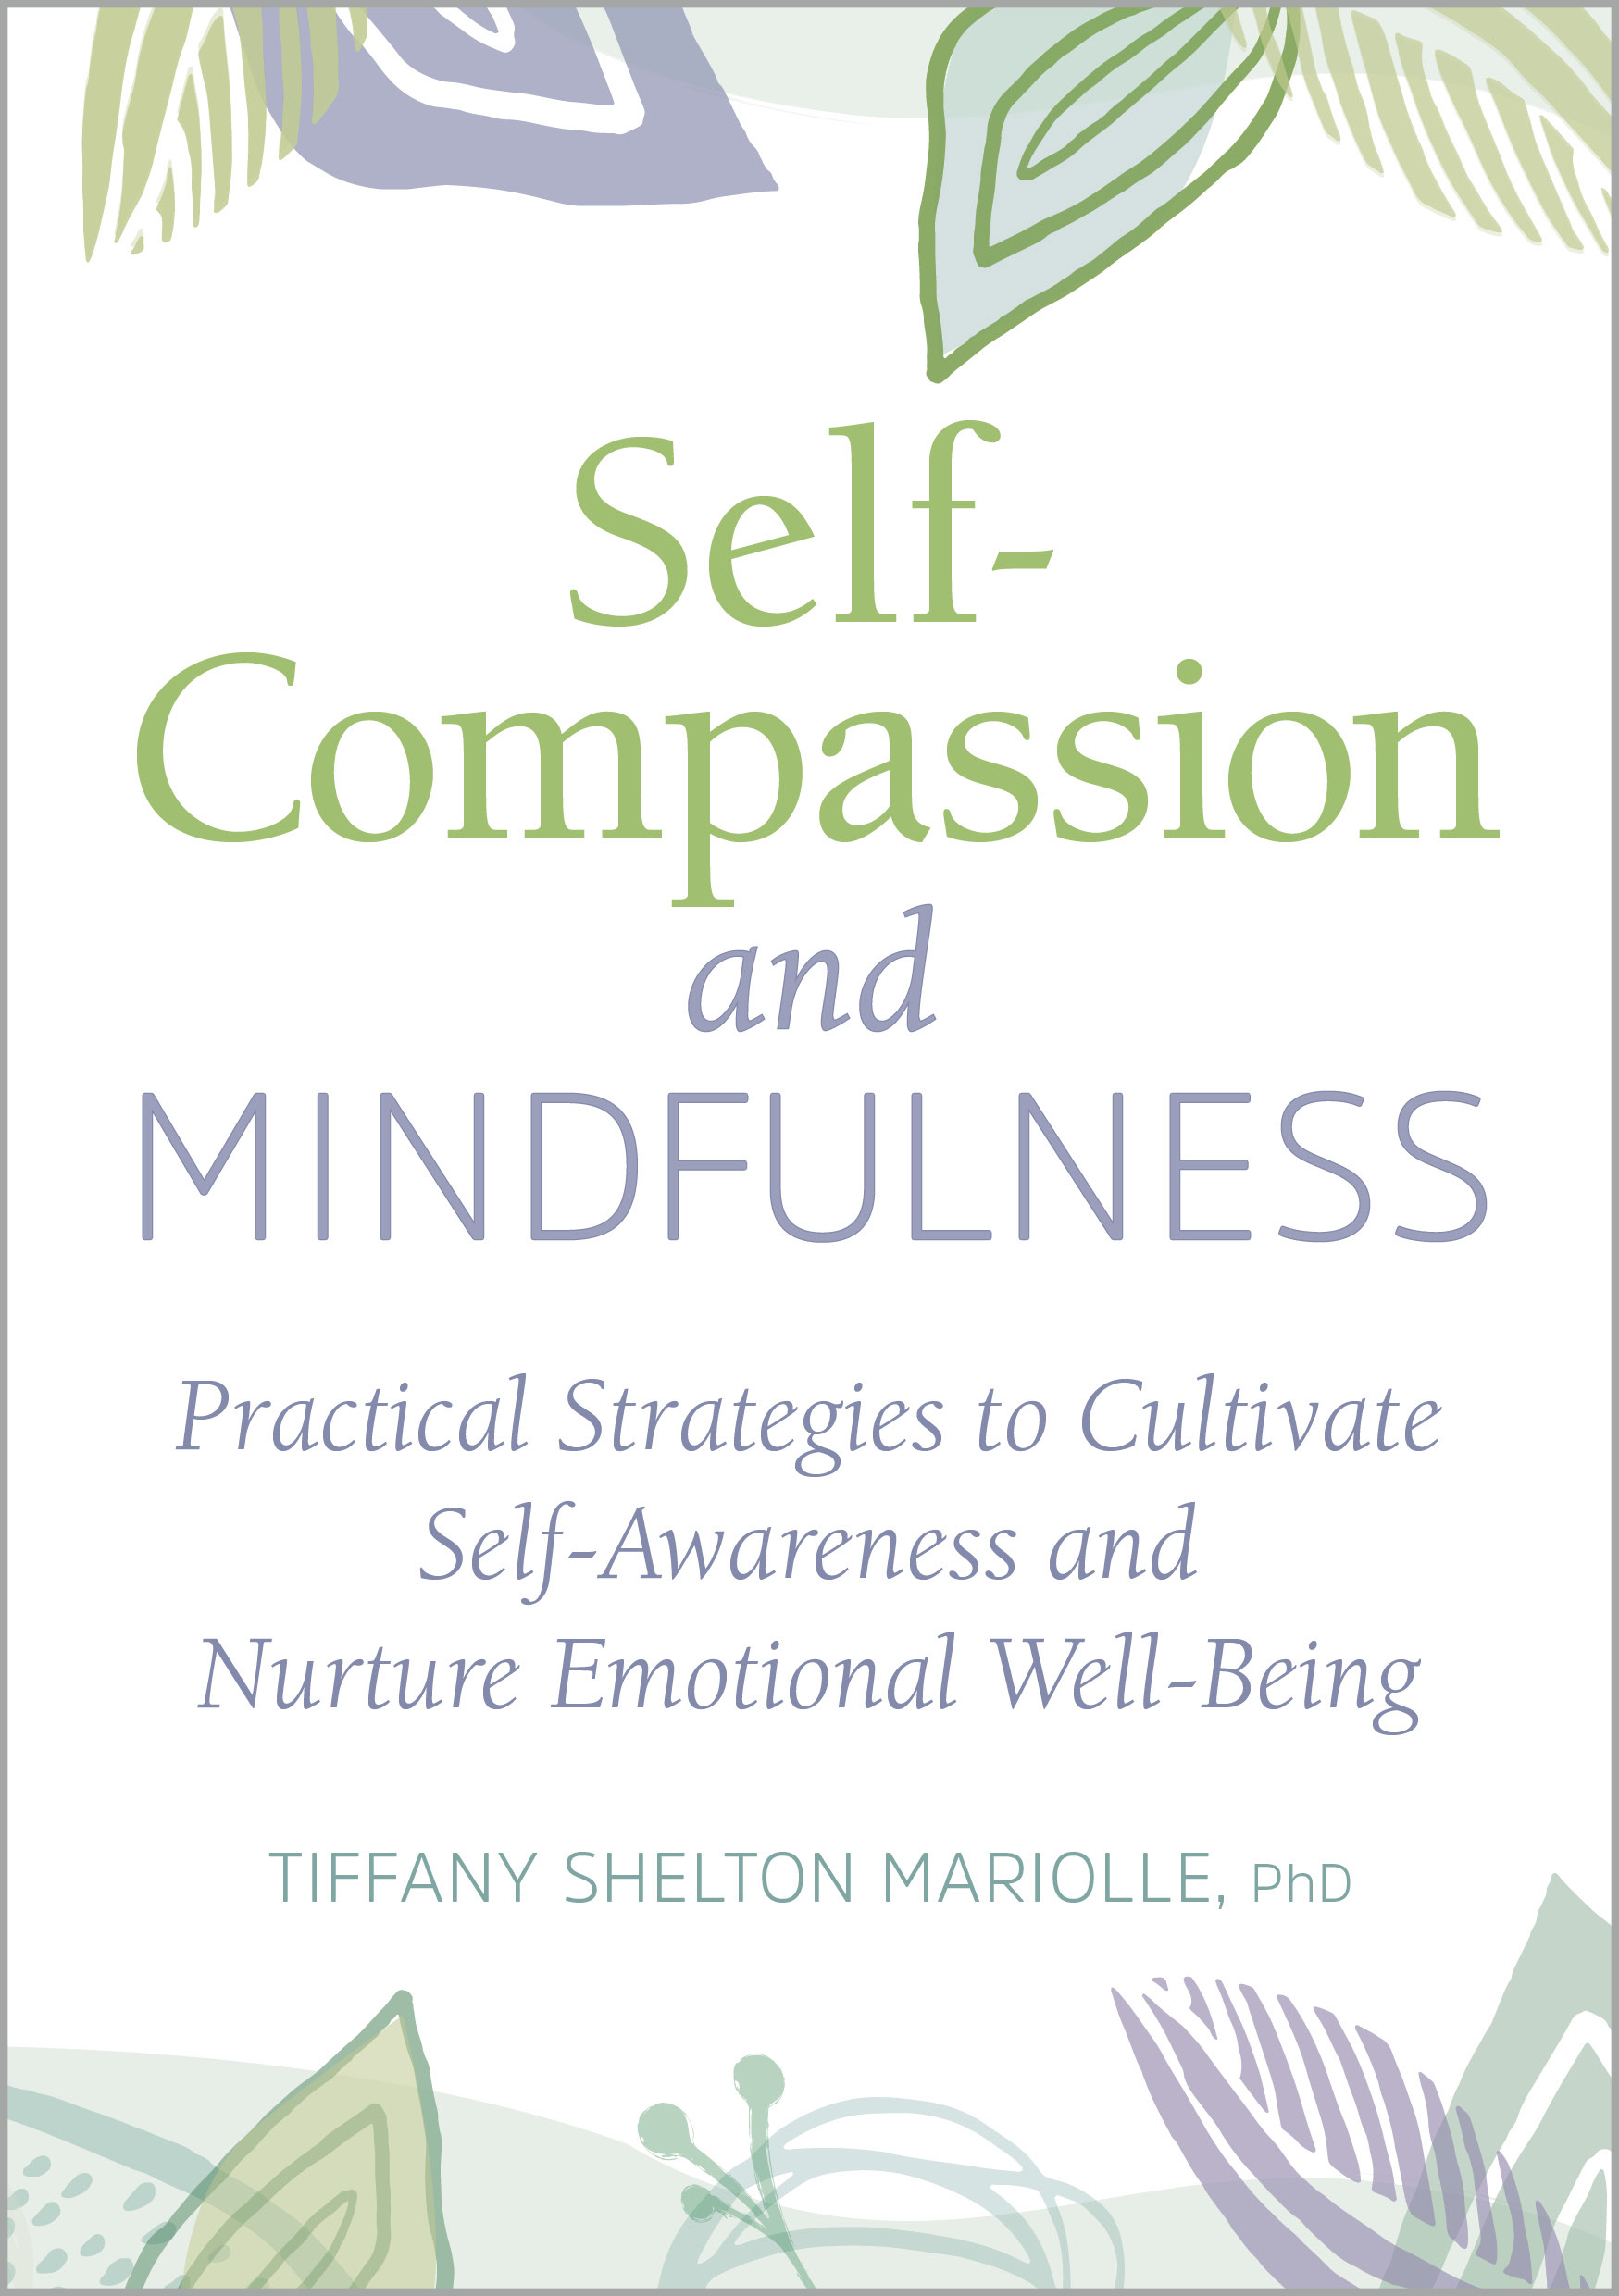 Self-
Compassion
and
MINDFULNESS
Practical Strategies to Cultivate
Self-Awareness and
Nurture Emotional Well-Being
TIFFANY SHELTON MARIOLLE, PhD